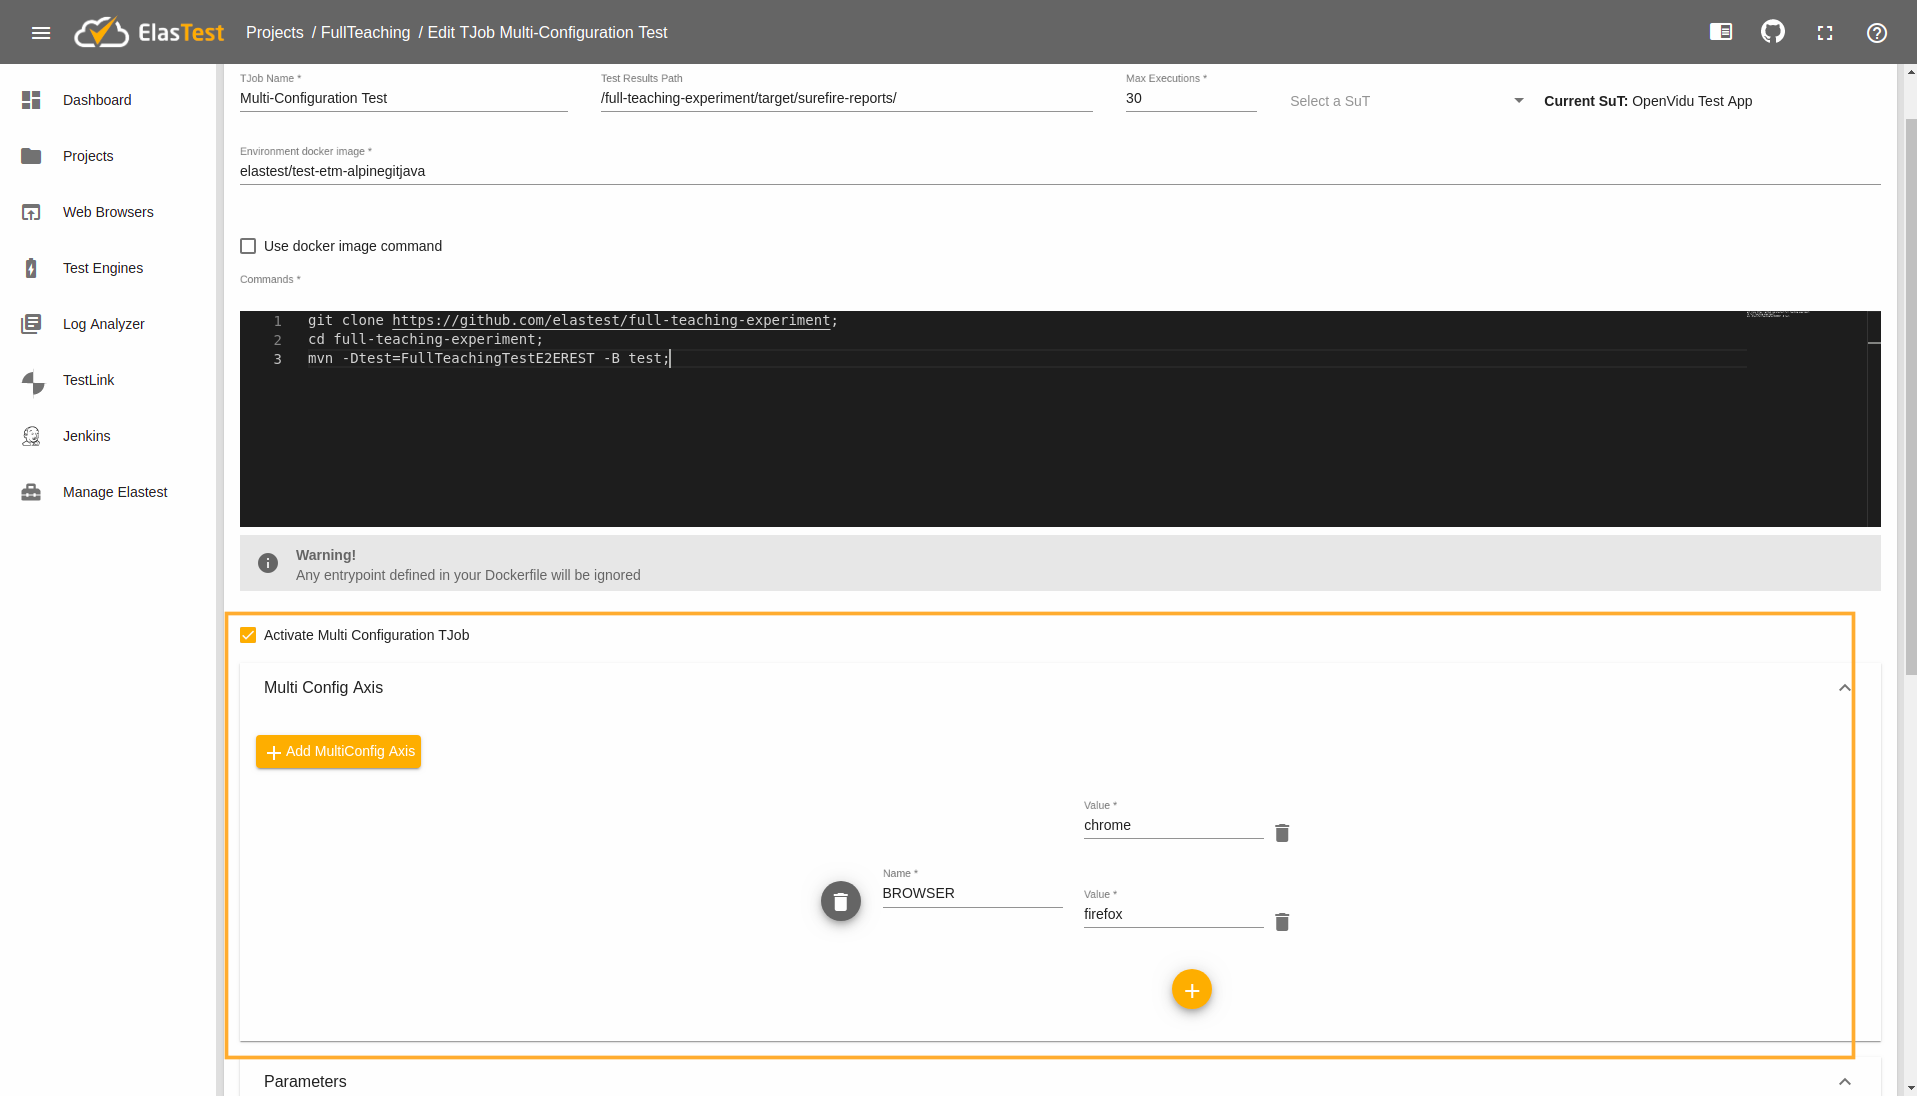 ElasTest Projects / FullTeaching / Edit TJob Multi-Configuration Test
Dashboard
Projects
Web Browsers
Test Engines
Log Analyzer
TestLink
Jenkins
Manage Elastest
TJob Name * Test Results Path Max Executions *
Multi-Configuration Test /full-teaching-experiment/target/surefire-reports/ 30 Select a SuT Current SuT: OpenVidu Test App
Environment docker image *
elastest/test-etm-alpinegitjava
Use docker image command
Commands *
1 git clone https://github.com/elastest/full-teaching-experiment;
2 cd full-teaching-experiment;
3 mvn -Dtest=FullTeachingTestE2EREST -B test;
Warning!
Any entrypoint defined in your Dockerfile will be ignored
Activate Multi Configuration TJob
Multi Config Axis
Add MultiConfig Axis
Value *
chrome
Name *
BROWSER
Value *
firefox
Parameters